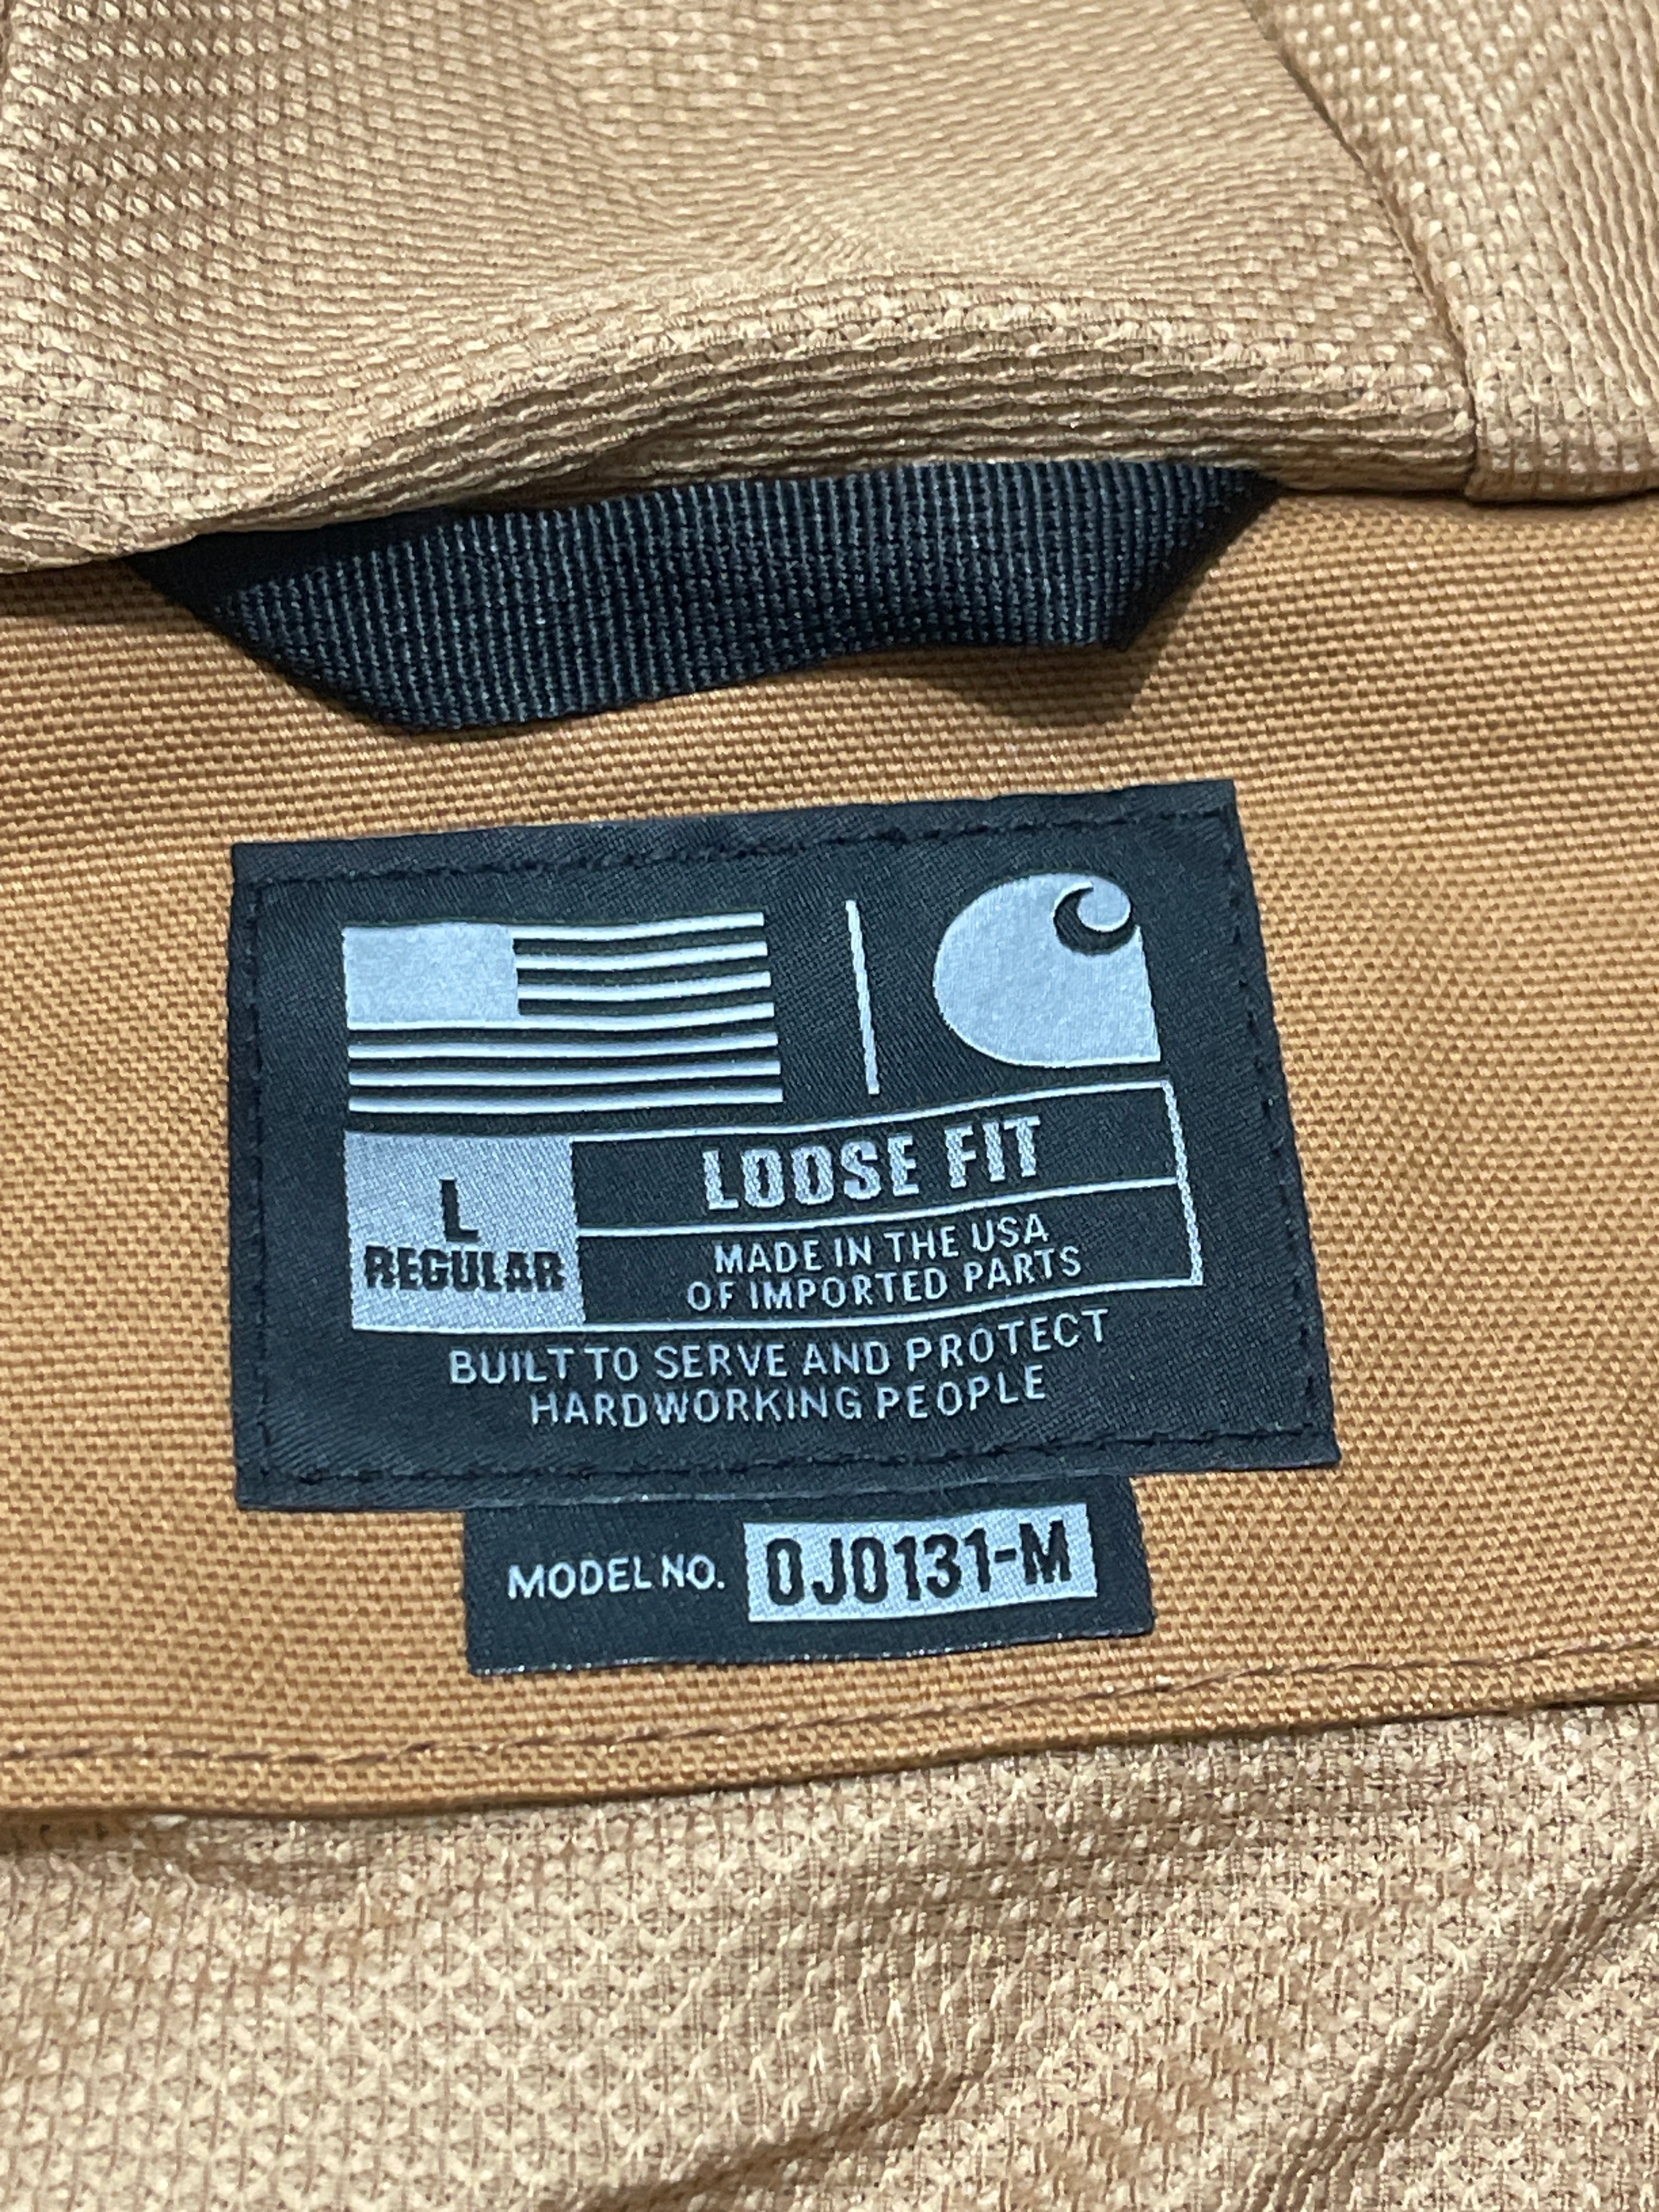 LOOSE FIT
L
REGULAR
MADE IN THE USA
OF IMPORTED PARTS
BUILT TO SERVE AND PROTECT
HARDWORKING PEOPLE
MODEL NO. 0J0131-M